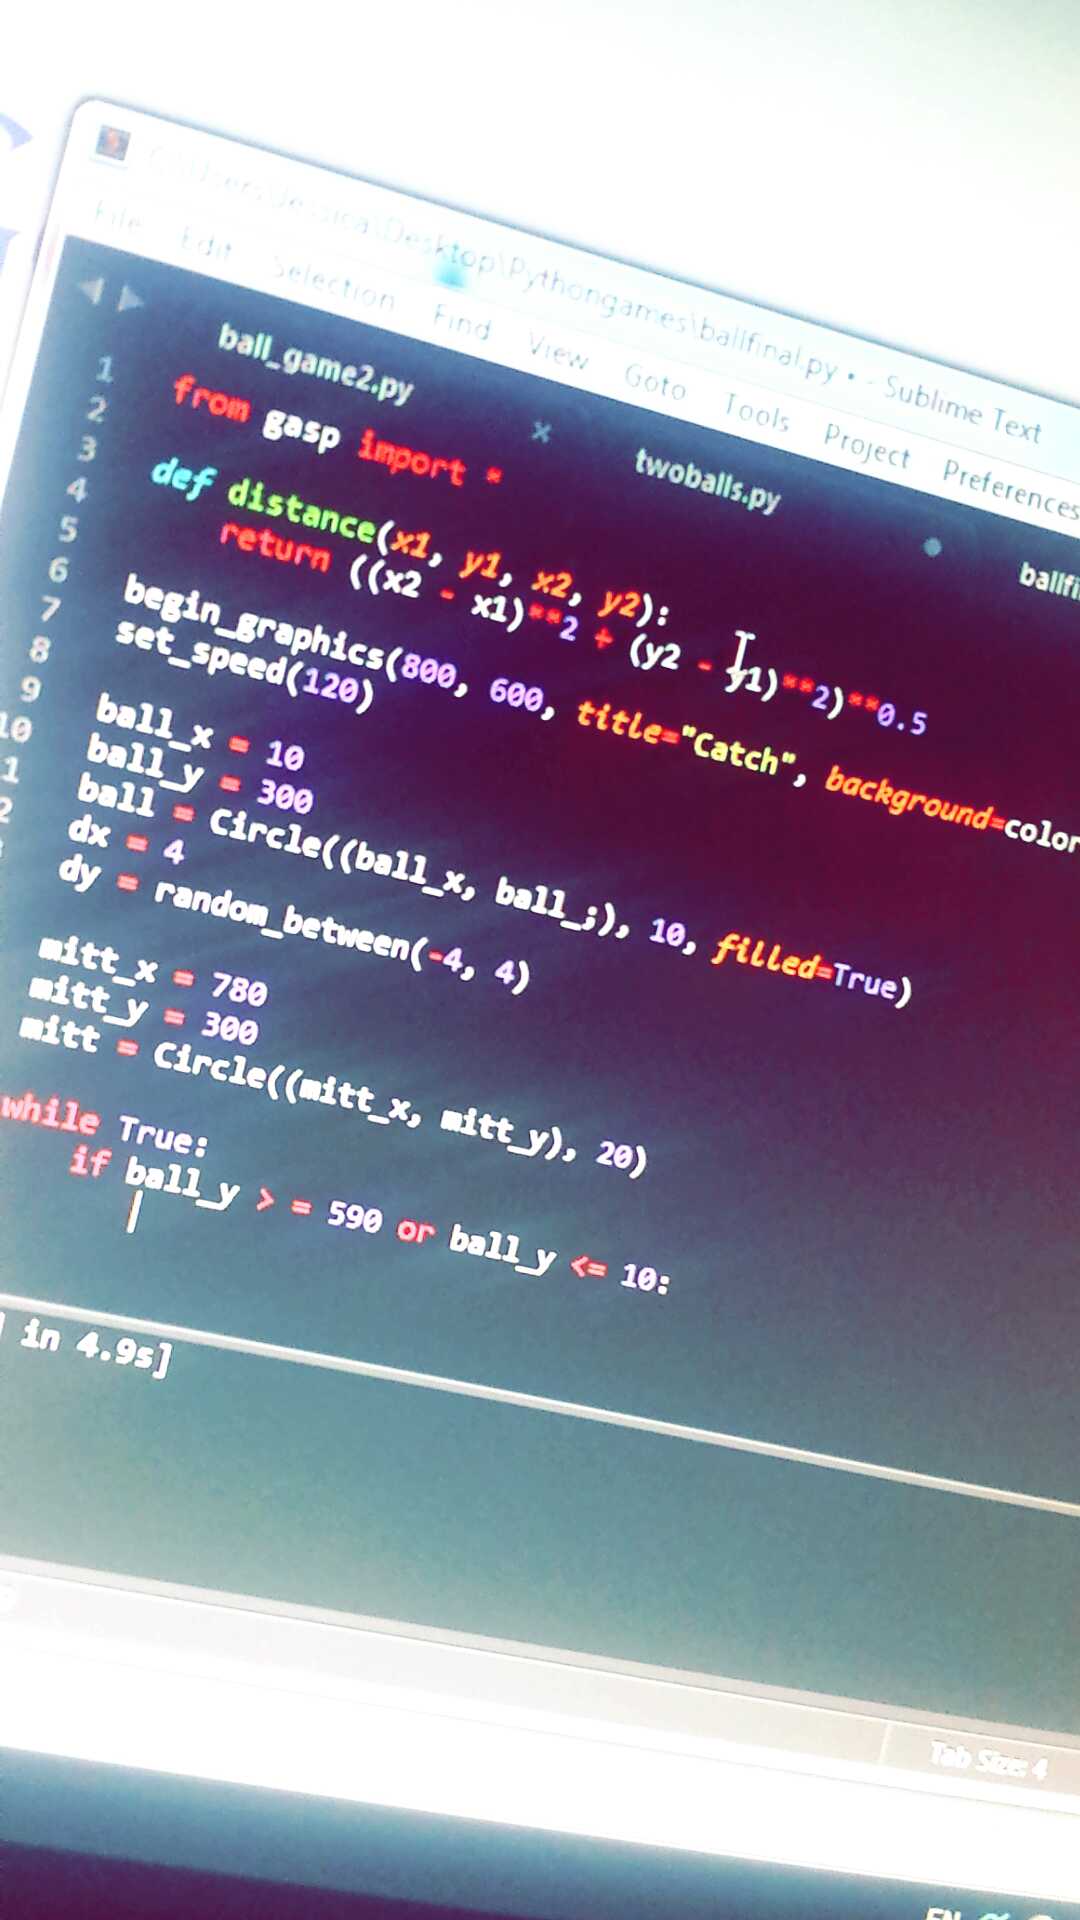 C:\Users\Jessica\Desktop\Pythongames\ballfinal.py • - Sublime Text
File Edit Selection Find View Goto Tools Project Preferences
ball_game2.py × twoballs.py ballfi
1 from gasp import *
2
3 def distance(x1, y1, x2, y2):
4 return ((x2 - x1)**2 + (y2 - y1)**2)**0.5
5
6 begin_graphics(800, 600, title="Catch", background=color
7 set_speed(120)
8
9 ball_x = 10
10 ball_y = 300
1 ball = Circle((ball_x, ball_;), 10, filled=True)
2 dx = 4
dy = random_between(-4, 4)
mitt_x = 780
mitt_y = 300
mitt = Circle((mitt_x, mitt_y), 20)
while True:
if ball_y > = 590 or ball_y <= 10:
in 4.9s]
Tab Size: 4
EN